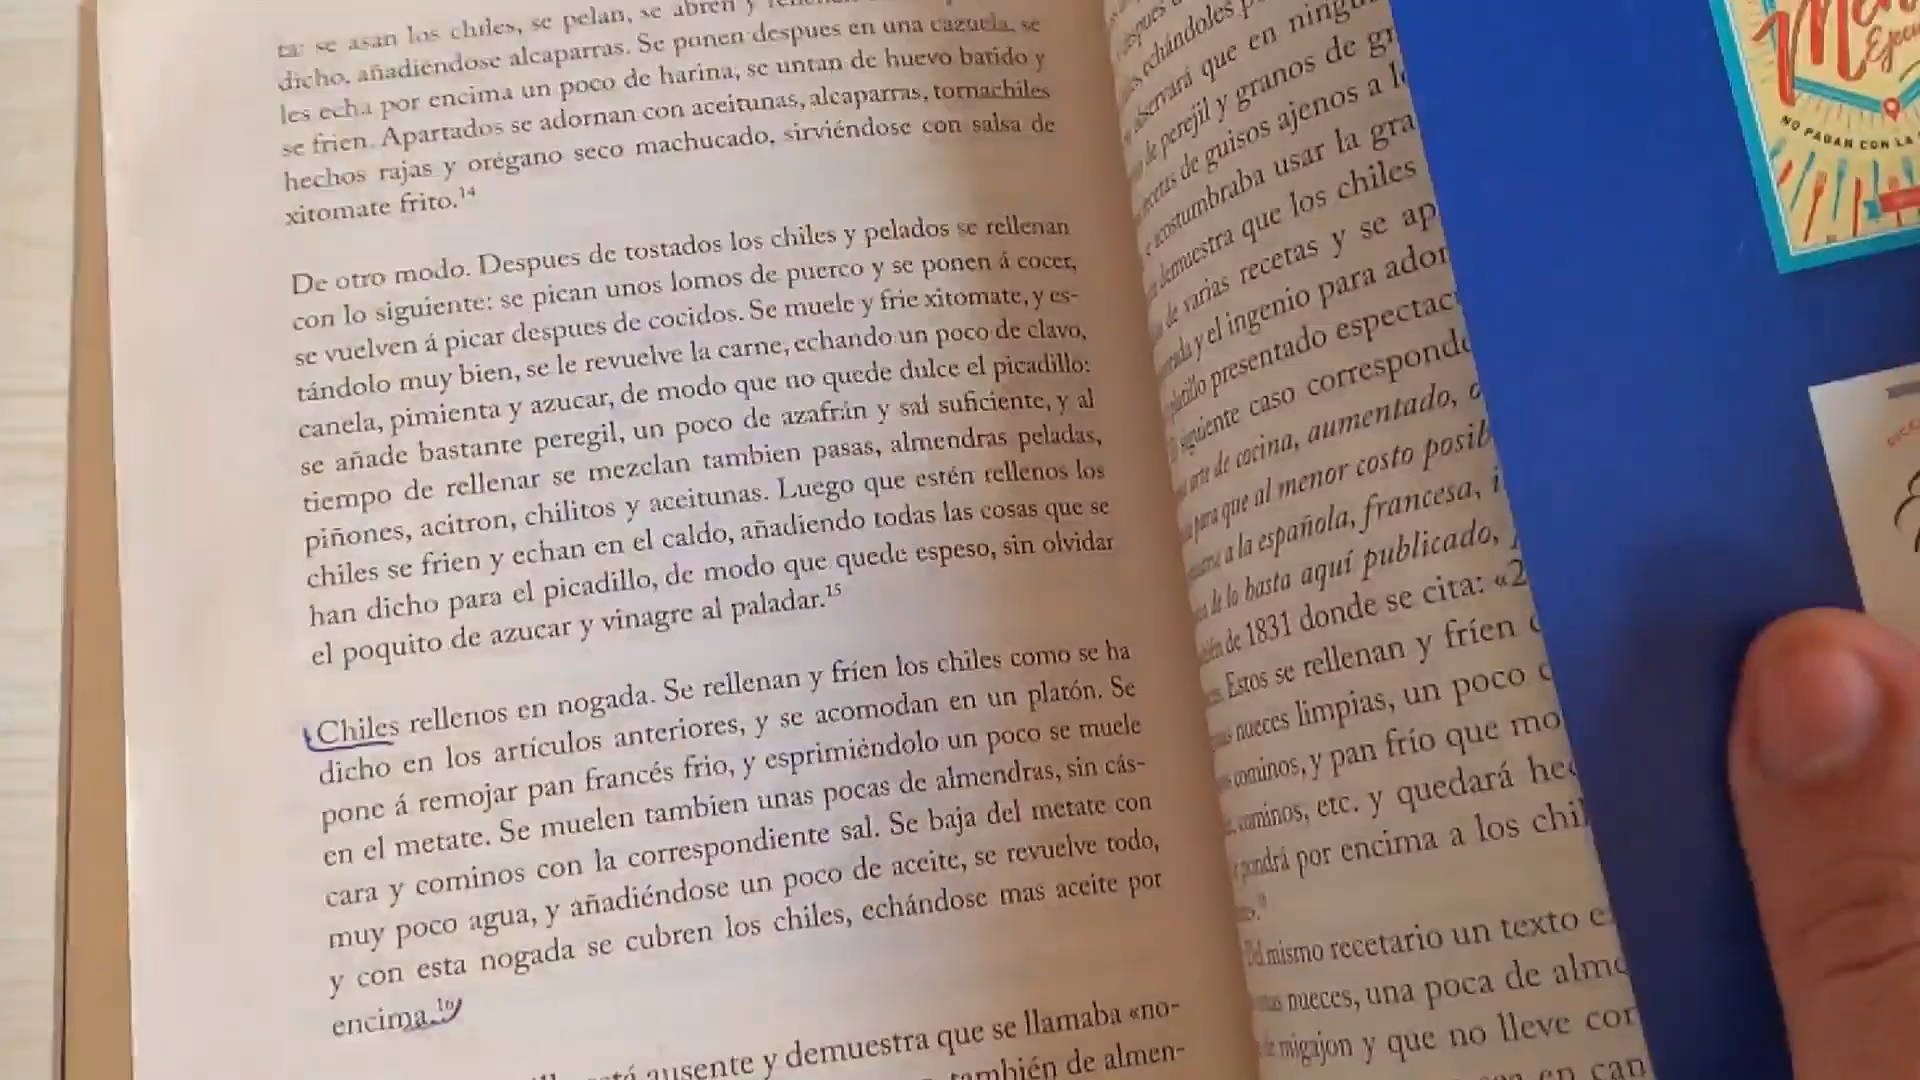 ta: se asan los chiles, se pelan, se abren y
dicho, añadiéndose alcaparras. Se ponen despues en una cazuela, se
les echa por encima un poco de harina, se untan de huevo batido y
se frien. Apartados se adornan con aceitunas, alcaparras, tornachiles
hechos rajas y orégano seco machucado, sirviéndose con salsa de
xitomate frito.14
De otro modo. Despues de tostados los chiles y pelados se rellenan
con lo siguiente: se pican unos lomos de puerco y se ponen á cocer,
se vuelven á picar despues de cocidos. Se muele y frie xitomate, y es-
tándolo muy bien, se le revuelve la carne, echando un poco de clavo,
canela, pimienta y azucar, de modo que no quede dulce el picadillo:
se añade bastante peregil, un poco de azafrán y sal suficiente, y al
tiempo de rellenar se mezclan tambien pasas, almendras peladas,
piñones, acitron, chilitos y aceitunas. Luego que estén rellenos los
chiles se frien y echan en el caldo, añadiendo todas las cosas que se
han dicho para el picadillo, de modo que quede espeso, sin olvidar
el poquito de azucar y vinagre al paladar.15
Chiles rellenos en nogada. Se rellenan y fríen los chiles como se ha
dicho en los artículos anteriores, y se acomodan en un platón. Se
pone á remojar pan francés frio, y esprimiéndolo un poco se muele
en el metate. Se muelen tambien unas pocas de almendras, sin cás-
cara y cominos con la correspondiente sal. Se baja del metate con
muy poco agua, y añadiéndose un poco de aceite, se revuelve todo,
y con esta nogada se cubren los chiles, echándose mas aceite por
encima.16
ausente y demuestra que se llamaba «no-
también de almen-
echándoles
observará que en
de perejil y granos de
recetas de guisos ajenos a
acostumbraba usar la
demuestra que los chiles
de varias recetas y se
y el ingenio para
platillo presentado
siguiente caso
arte de cocina, aumentado,
para que al menor costo
a la española, francesa,
de lo hasta aquí publicado,
de 1831 donde se cita: «2
Estos se rellenan y fríen
nueces limpias, un poco
cominos, y pan frío que
cominos, etc. y quedará
pondrá por encima a los
mismo recetario un texto
nueces, una poca de
migajon y que no lleve
en
NO PAGAN CON LA